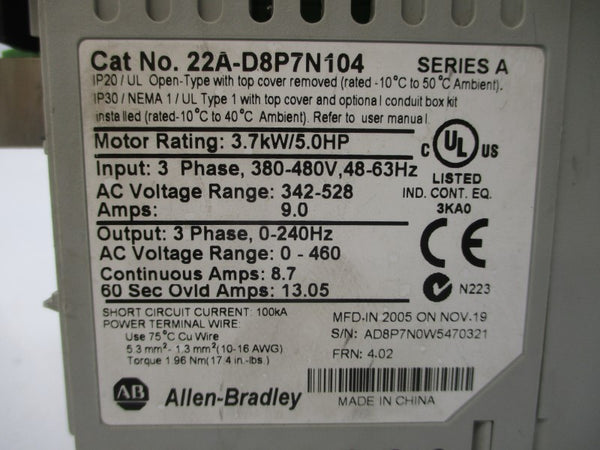 Cat No. 22A-D8P7N104 SERIES A
IP20 / UL Open-Type with top cover removed (rated -10°C to 50°C Ambient).
IP30 / NEMA 1 / UL Type 1 with top cover and optional conduit box kit
installed (rated-10°C to 40°C Ambient). Refer to user manual.
Motor Rating: 3.7kW/5.0HP
C UL US
Input: 3 Phase, 380-480V,48-63Hz
LISTED
AC Voltage Range: 342-528
IND. CONT. EQ.
Amps: 9.0
3KA0
Output: 3 Phase, 0-240Hz
CE
AC Voltage Range: 0 - 460
Continuous Amps: 8.7
60 Sec Ovld Amps: 13.05
N223
SHORT CIRCUIT CURRENT: 100kA
MFD-IN 2005 ON NOV.19
POWER TERMINAL WIRE:
S/N: AD8P7N0W5470321
Use 75°C Cu Wire
5.3 mm² - 1.3 mm² (10-16 AWG)
FRN: 4.02
Torque 1.96 Nm(17.4 in.-lbs.)
AB Allen-Bradley
MADE IN CHINA